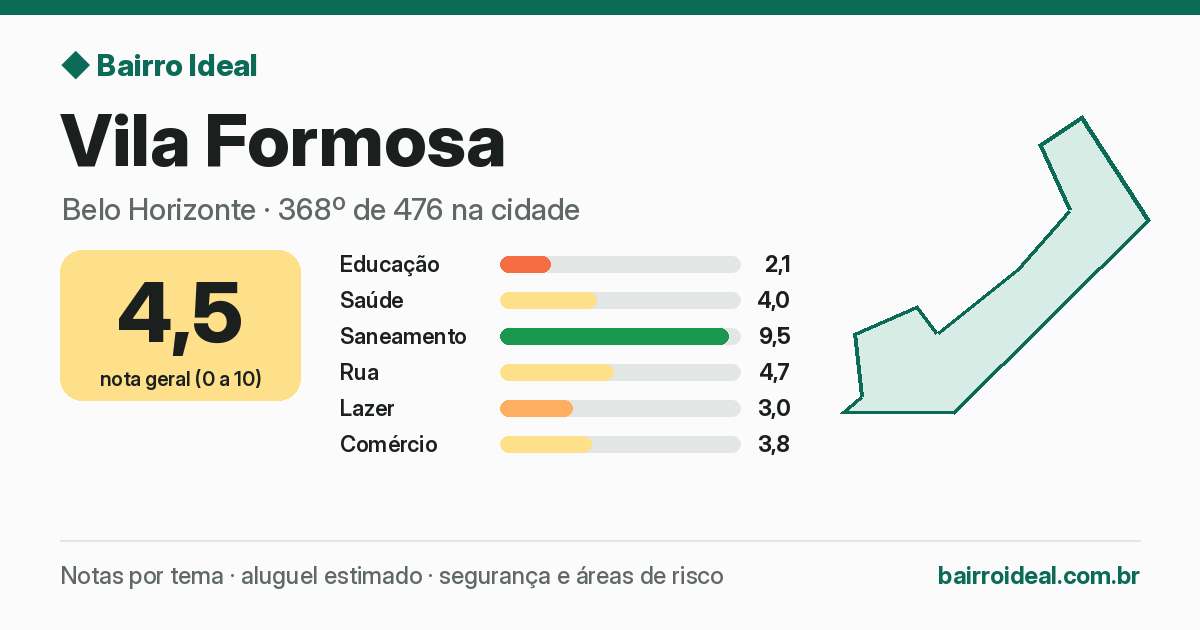 Bairro Ideal
Vila Formosa
Belo Horizonte · 368º de 476 na cidade
4,5
nota geral (0 a 10)
Educação 2,1
Saúde 4,0
Saneamento 9,5
Rua 4,7
Lazer 3,0
Comércio 3,8
Notas por tema · aluguel estimado · segurança e áreas de risco
bairroideal.com.br